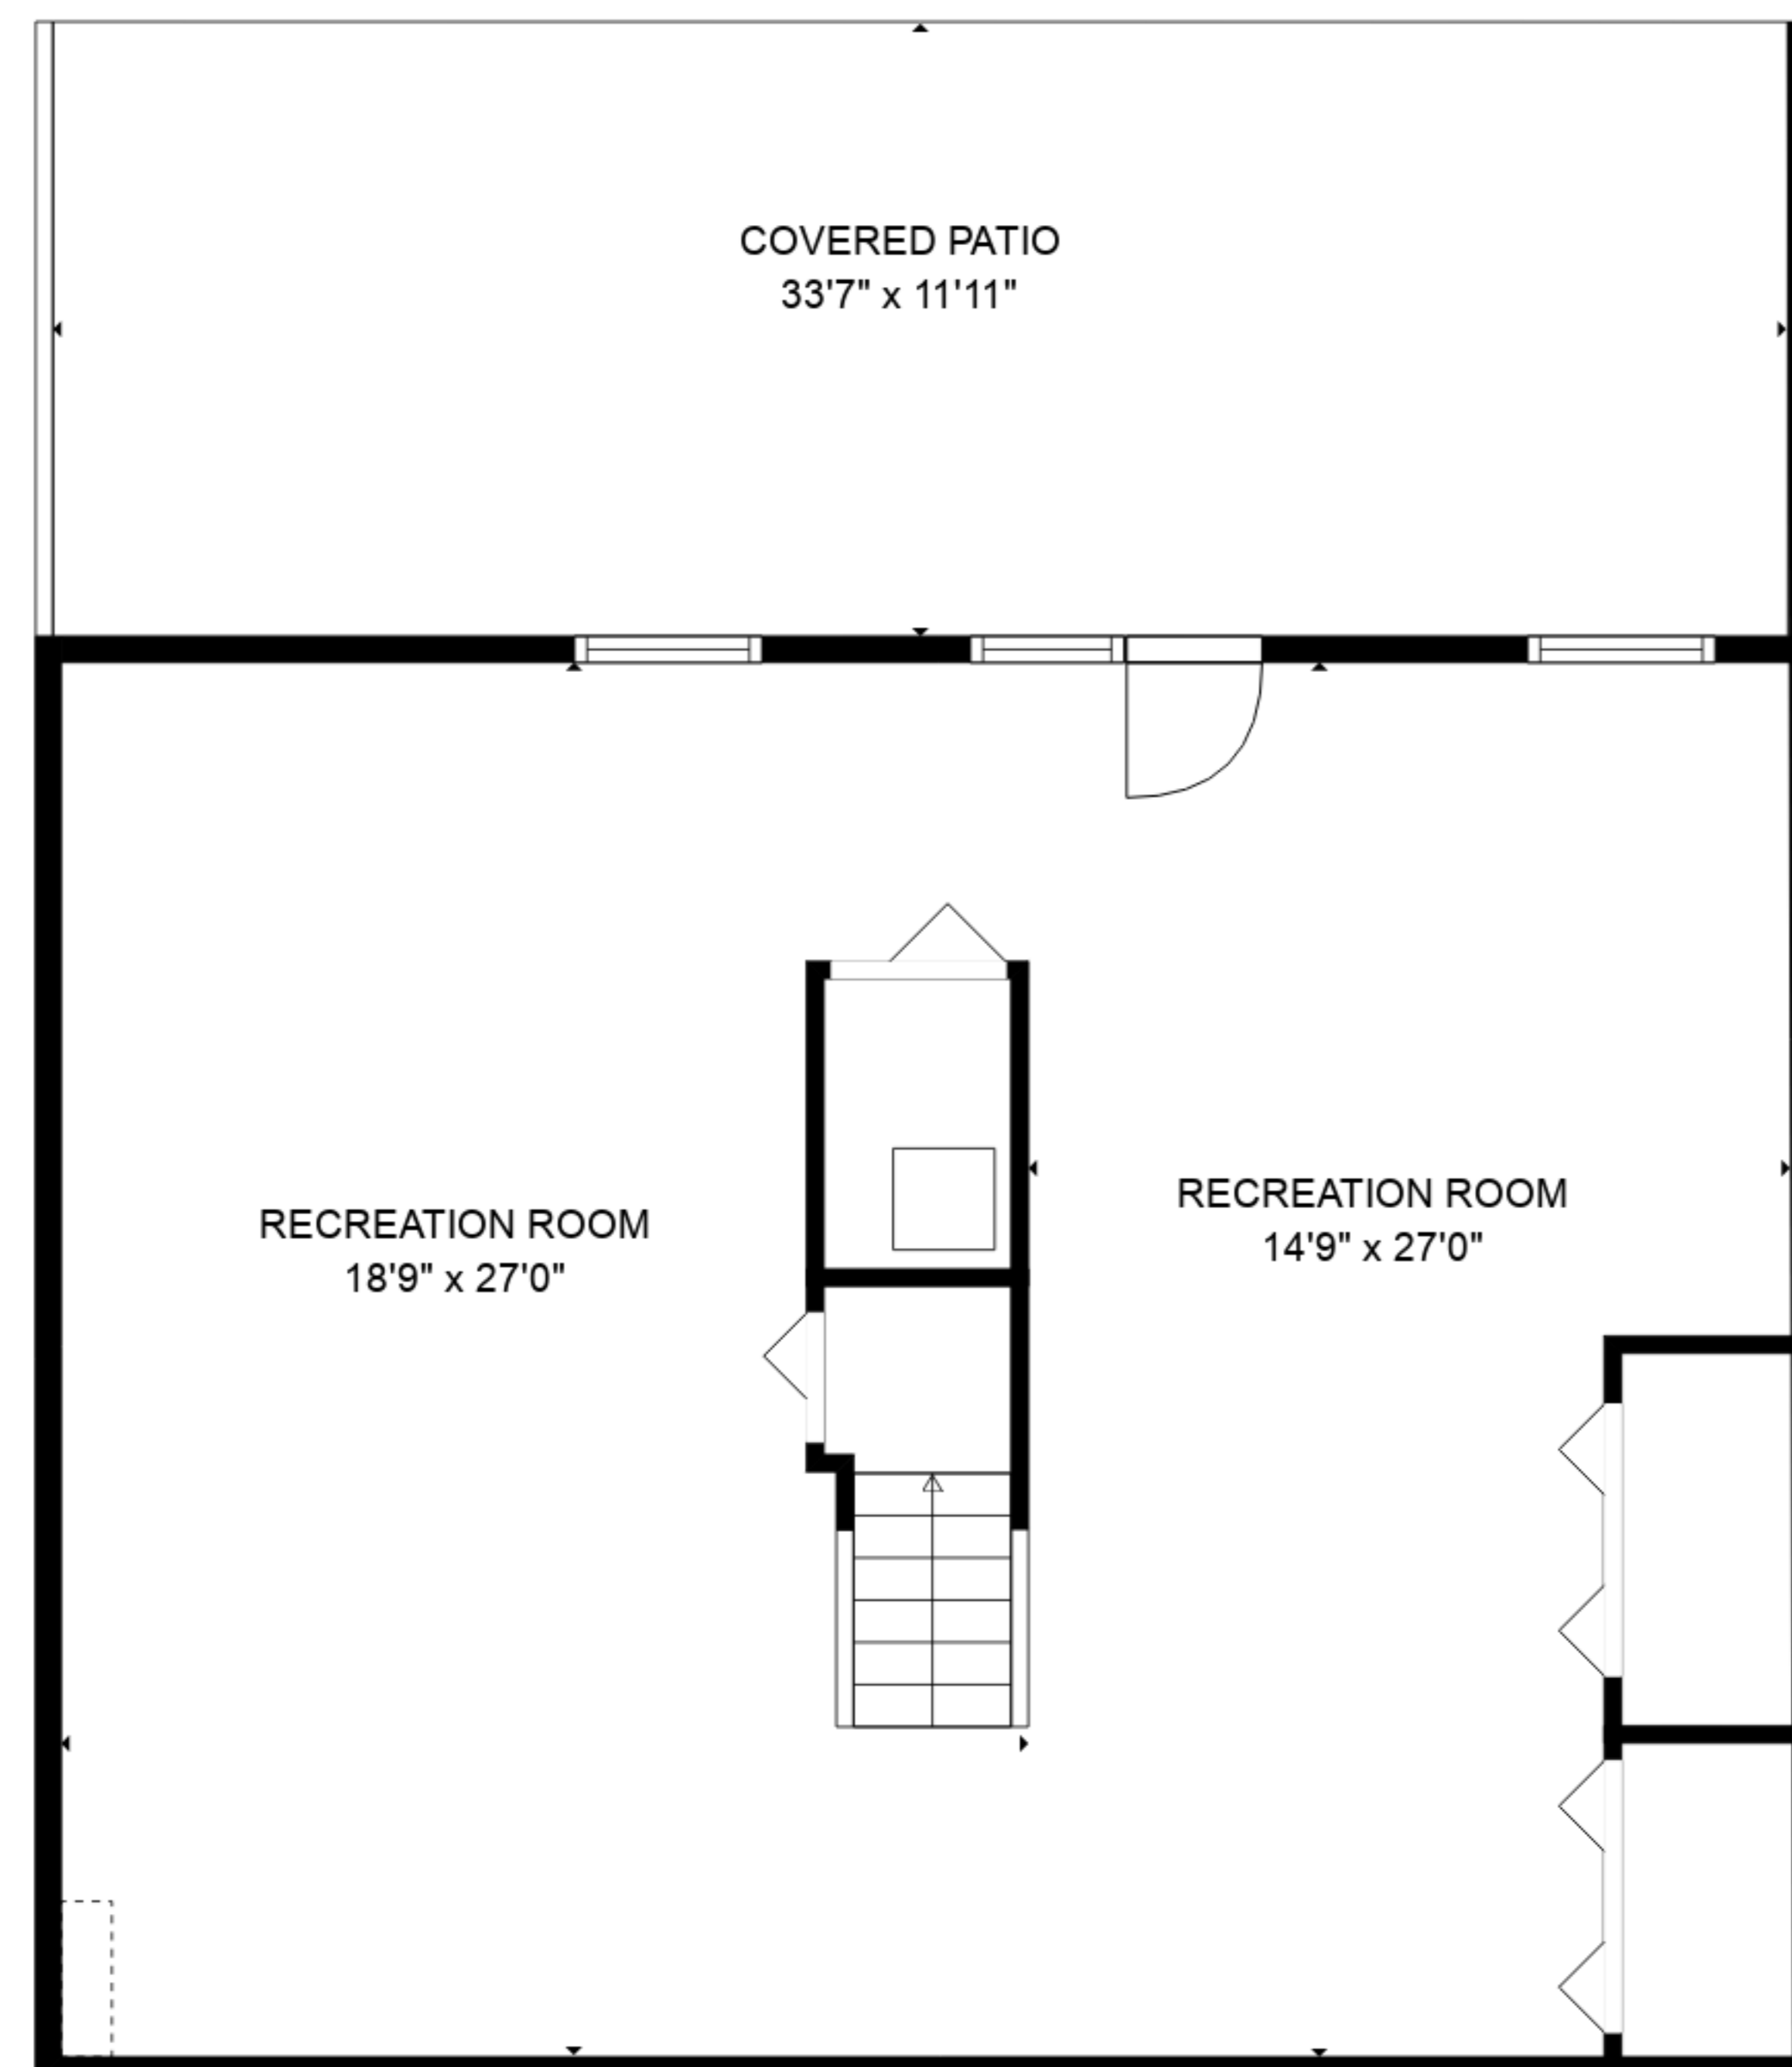 COVERED PATIO
33'7" x 11'11"
RECREATION ROOM
18'9" x 27'0"
RECREATION ROOM
14'9" x 27'0"